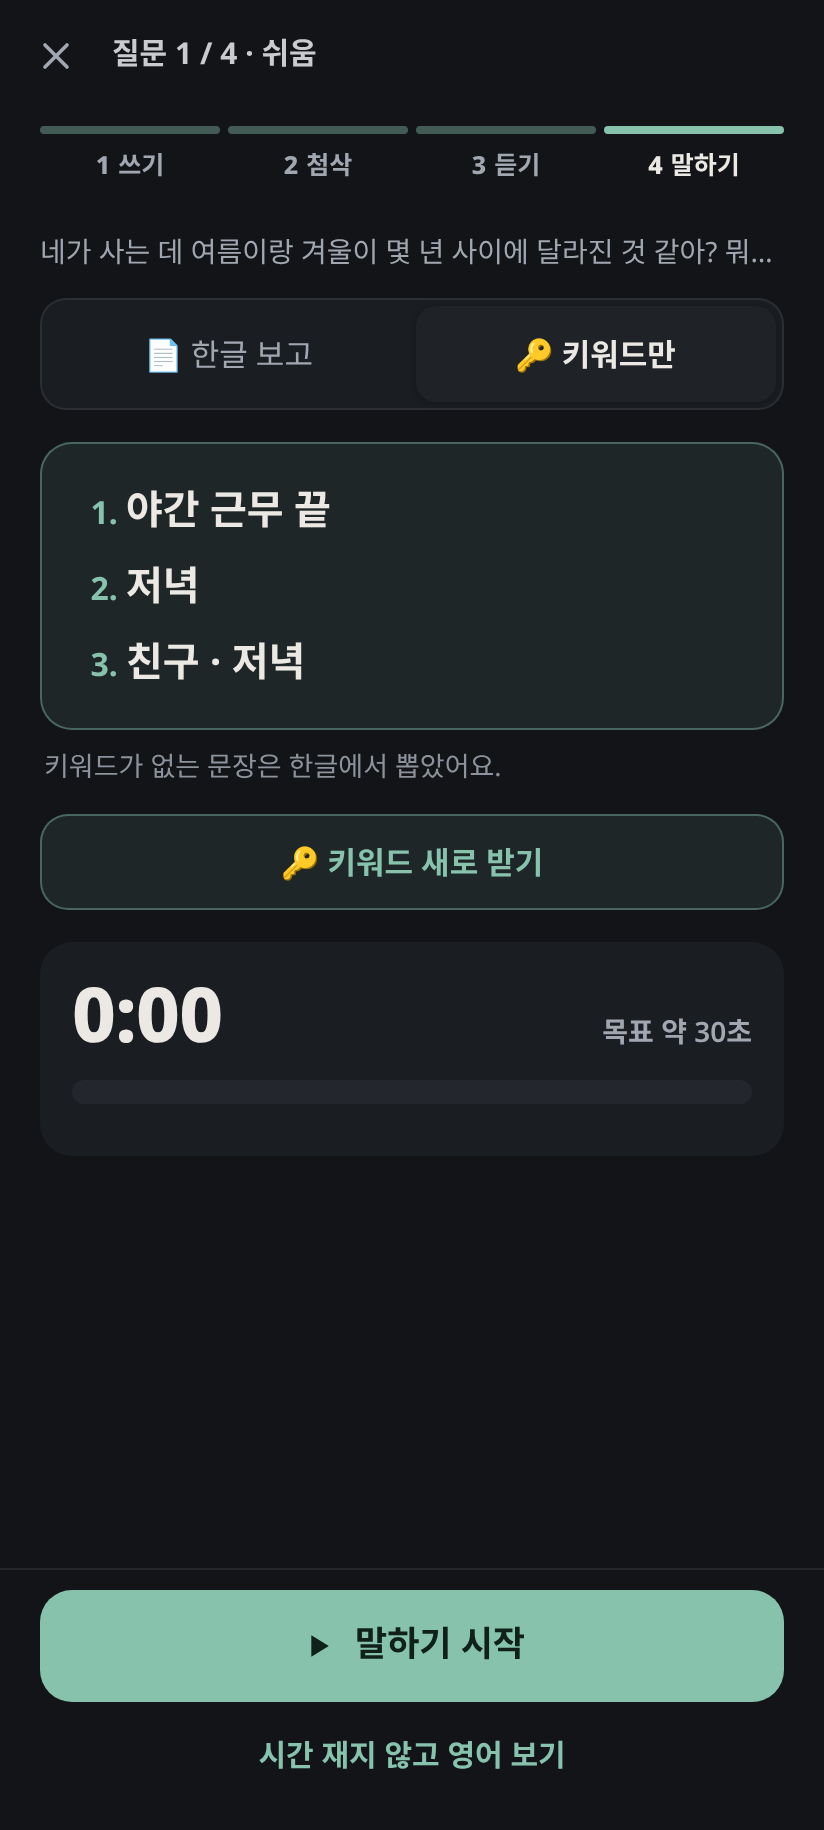 질문 1 / 4 · 쉬움
1 쓰기
2 첨삭
3 듣기
4 말하기
네가 사는 데 여름이랑 겨울이 몇 년 사이에 달라진 것 같아? 뭐...
한글 보고
키워드만
1. 야간 근무 끝
2. 저녁
3. 친구 · 저녁
키워드가 없는 문장은 한글에서 뽑았어요.
키워드 새로 받기
0:00
목표 약 30초
말하기 시작
시간 재지 않고 영어 보기